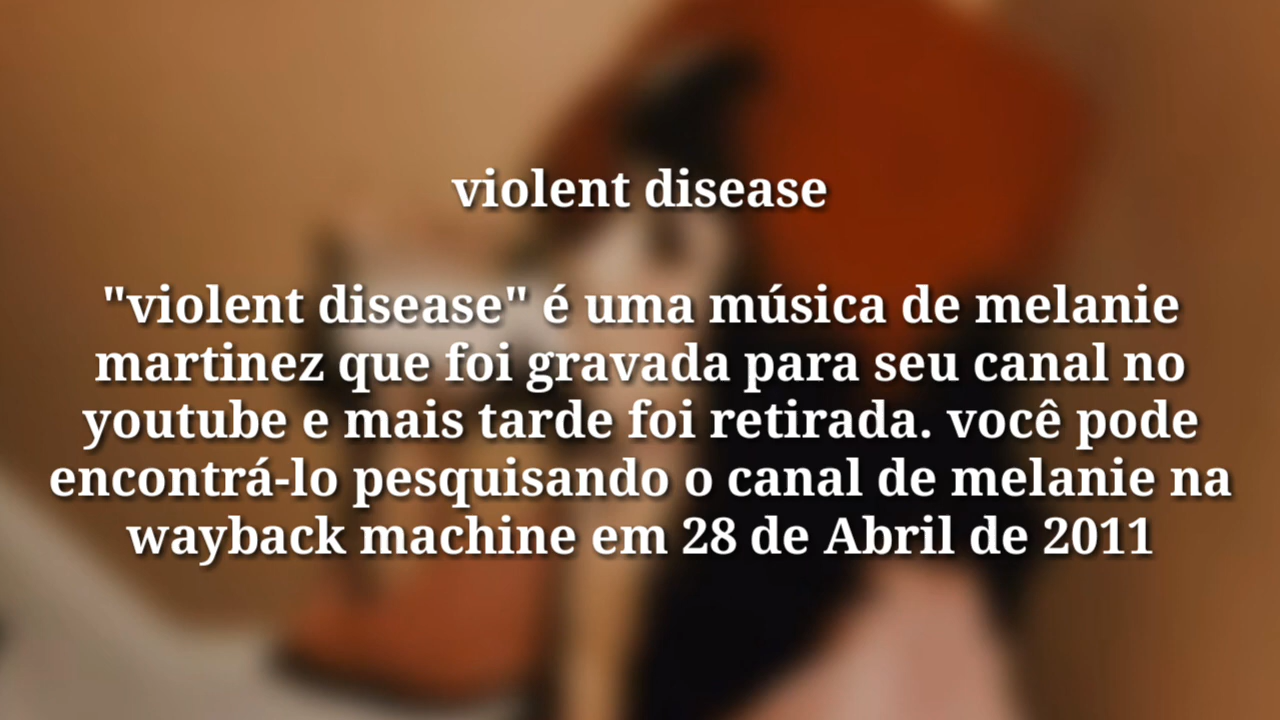 violent disease
"violent disease" é uma música de melanie
martinez que foi gravada para seu canal no
youtube e mais tarde foi retirada. você pode
encontrá-lo pesquisando o canal de melanie na
wayback machine em 28 de Abril de 2011